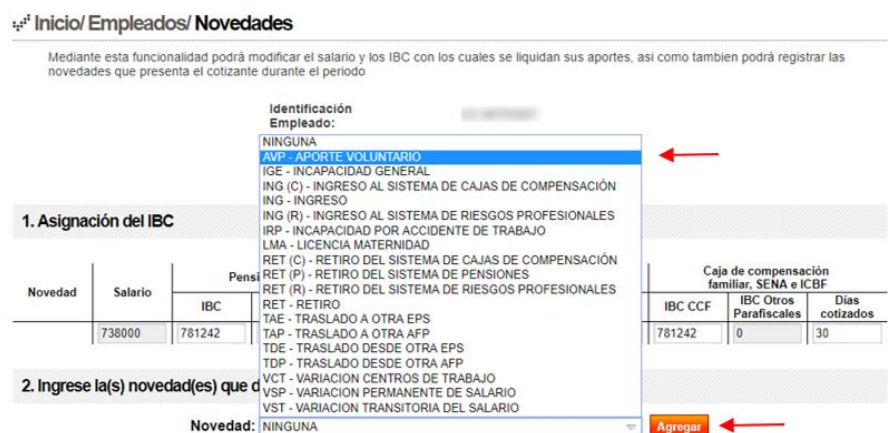 Inicio/ Empleados/ Novedades
Mediante esta funcionalidad podrá modificar el salario y los IBC con los cuales se liquidan sus aportes, asi como tambien podrá registrar las
novedades que presenta el cotizante durante el periodo
Identificación
Empleado:
NINGUNA
AVP - APORTE VOLUNTARIO
IGE - INCAPACIDAD GENERAL
ING (C) - INGRESO AL SISTEMA DE CAJAS DE COMPENSACIÓN
ING - INGRESO
ING (R) - INGRESO AL SISTEMA DE RIESGOS PROFESIONALES
IRP - INCAPACIDAD POR ACCIDENTE DE TRABAJO
LMA - LICENCIA MATERNIDAD
RET (C) - RETIRO DEL SISTEMA DE CAJAS DE COMPENSACIÓN
RET (P) - RETIRO DEL SISTEMA DE PENSIONES
RET (R) - RETIRO DEL SISTEMA DE RIESGOS PROFESIONALES
RET - RETIRO
TAE - TRASLADO A OTRA EPS
TAP - TRASLADO A OTRA AFP
TDE - TRASLADO DESDE OTRA EPS
TDP - TRASLADO DESDE OTRA AFP
VCT - VARIACION CENTROS DE TRABAJO
VSP - VARIACION PERMANENTE DE SALARIO
VST - VARIACION TRANSITORIA DEL SALARIO
1. Asignación del IBC
Novedad Salario Pensi Caja de compensación
familiar, SENA e ICBF
IBC IBC CCF IBC Otros
Parafiscales Días
cotizados
738000 781242 781242 0 30
2. Ingrese la(s) novedad(es) que d
Novedad: NINGUNA Agregar